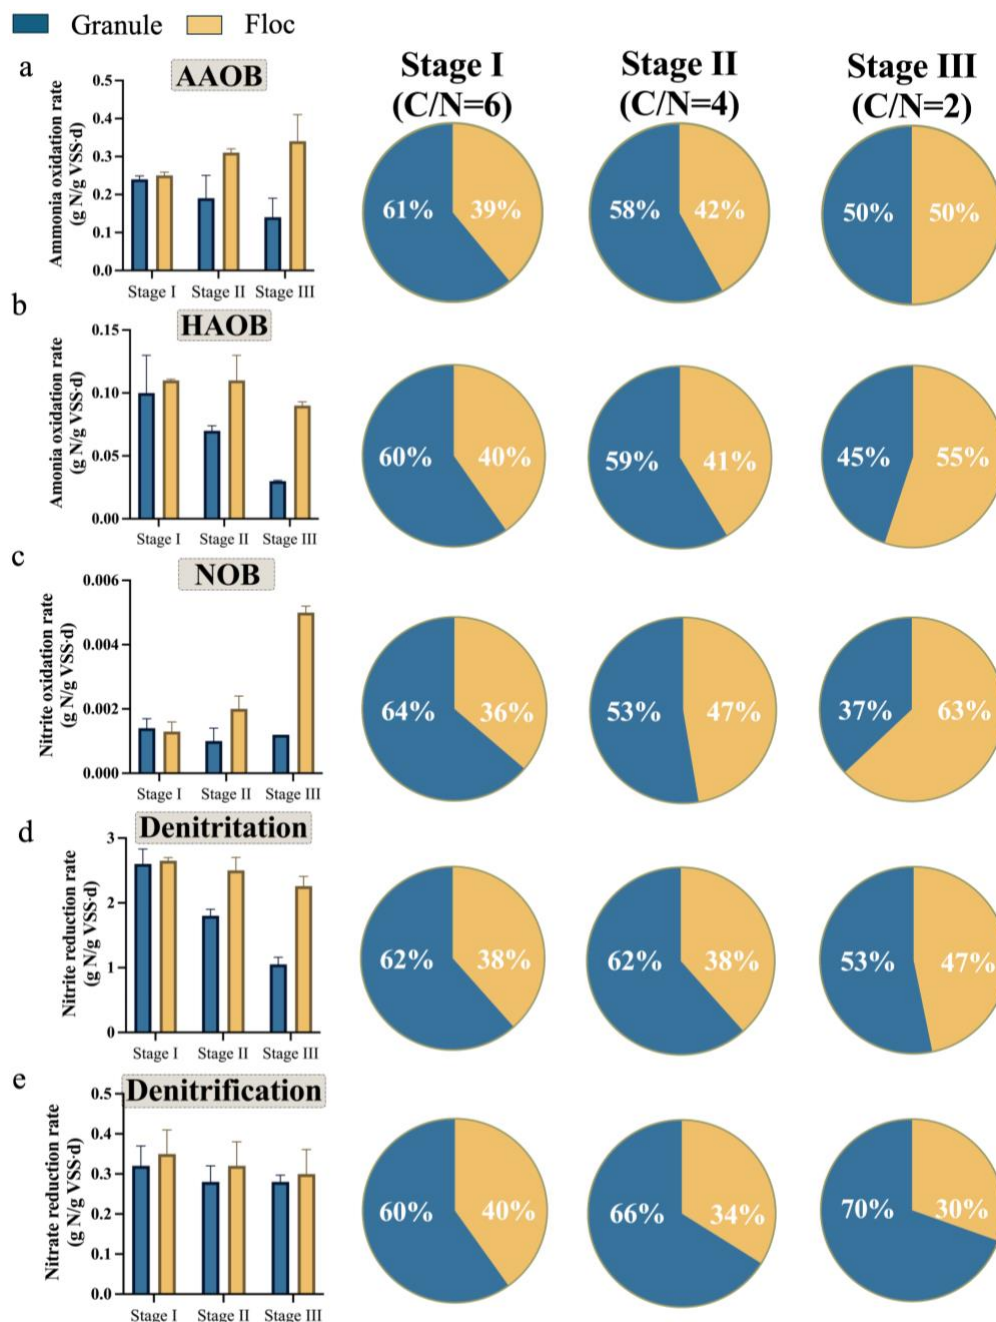 Granule Floc
Stage I
(C/N=6)
Stage II
(C/N=4)
Stage III
(C/N=2)
a
AAOB
Ammonia oxidation rate
(g N/g VSS·d)
0.5
0.4
0.3
0.2
0.1
0.0
Stage I Stage II Stage III
61% 39%
58% 42%
50% 50%
b
HAOB
Amonia oxidation rate
(g N/g VSS·d)
0.15
0.10
0.05
0.00
Stage I Stage II Stage III
60% 40%
59% 41%
45% 55%
c
NOB
Nitrite oxidation rate
(g N/g VSS·d)
0.006
0.004
0.002
0.000
Stage I Stage II Stage III
64% 36%
53% 47%
37% 63%
d
Denitritation
Nitrite reduction rate
(g N/g VSS·d)
3
2
1
0
Stage I Stage II Stage III
62% 38%
62% 38%
53% 47%
e
Denitrification
Nitrate reduction rate
(g N/g VSS·d)
0.5
0.4
0.3
0.2
0.1
0.0
Stage I Stage II Stage III
60% 40%
66% 34%
70% 30%